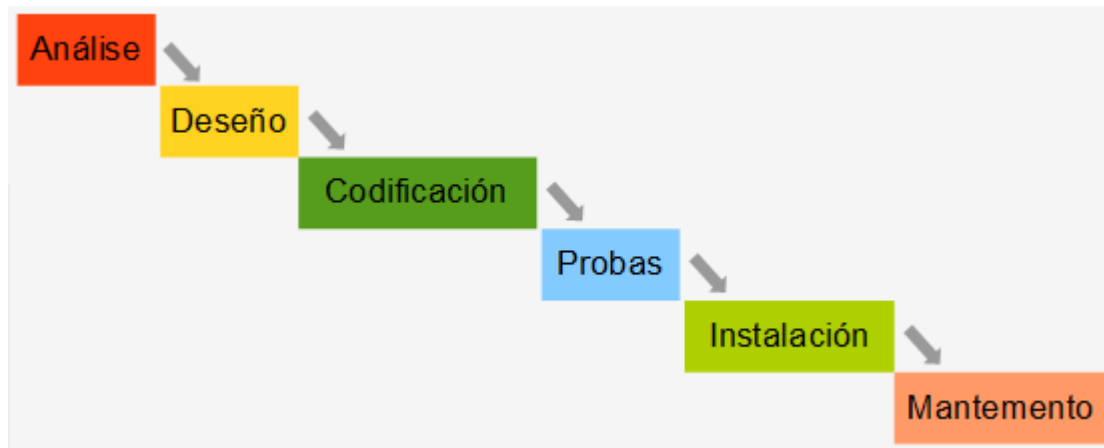 Análise
Deseño
Codificación
Probas
Instalación
Mantemento